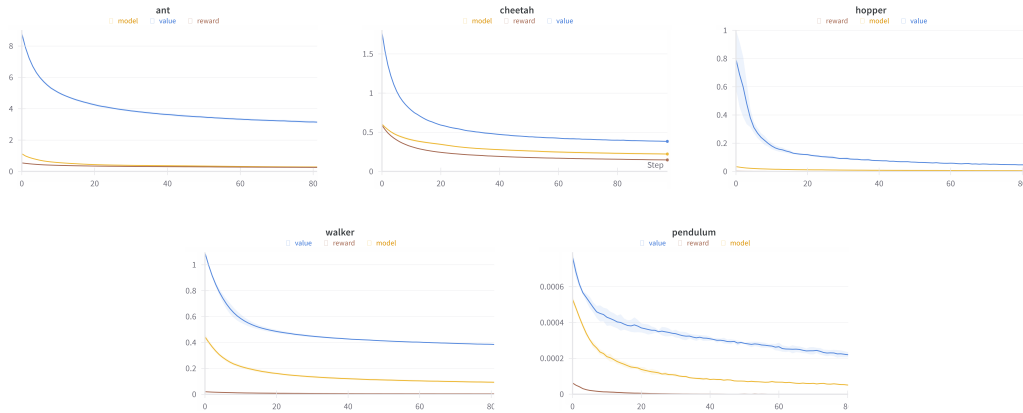 ant
model value reward
8
6
4
2
0
0 20 40 60 80
cheetah
model reward value
1.5
1
0.5
0
Step
0 20 40 60 80
hopper
reward model value
1
0.8
0.6
0.4
0.2
0
0 20 40 60 8
walker
value reward model
1
0.8
0.6
0.4
0.2
0
0 20 40 60 80
pendulum
value reward model
0.0006
0.0004
0.0002
0
0 20 40 60 80